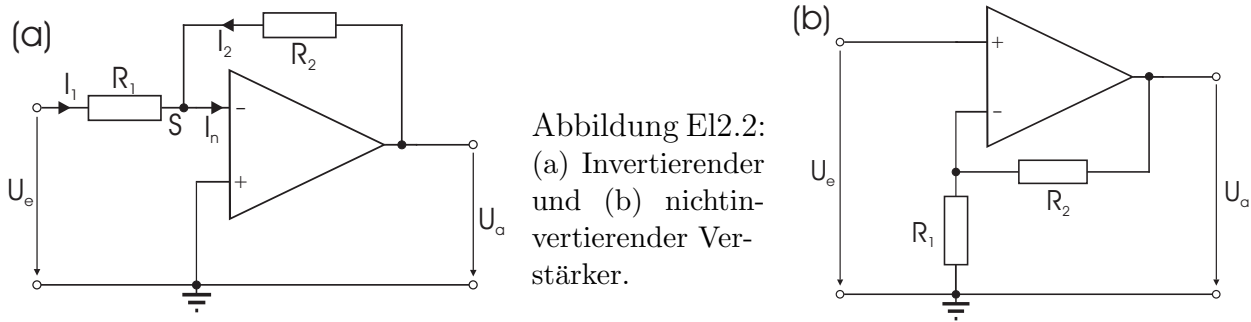 (a)
I₂
R₂
I₁
R₁
S
Iₙ
−
+
Uₑ
Uₐ
Abbildung El2.2:
(a) Invertierender
und (b) nichtin-
vertierender Ver-
stärker.
(b)
+
−
Uₑ
R₂
R₁
Uₐ